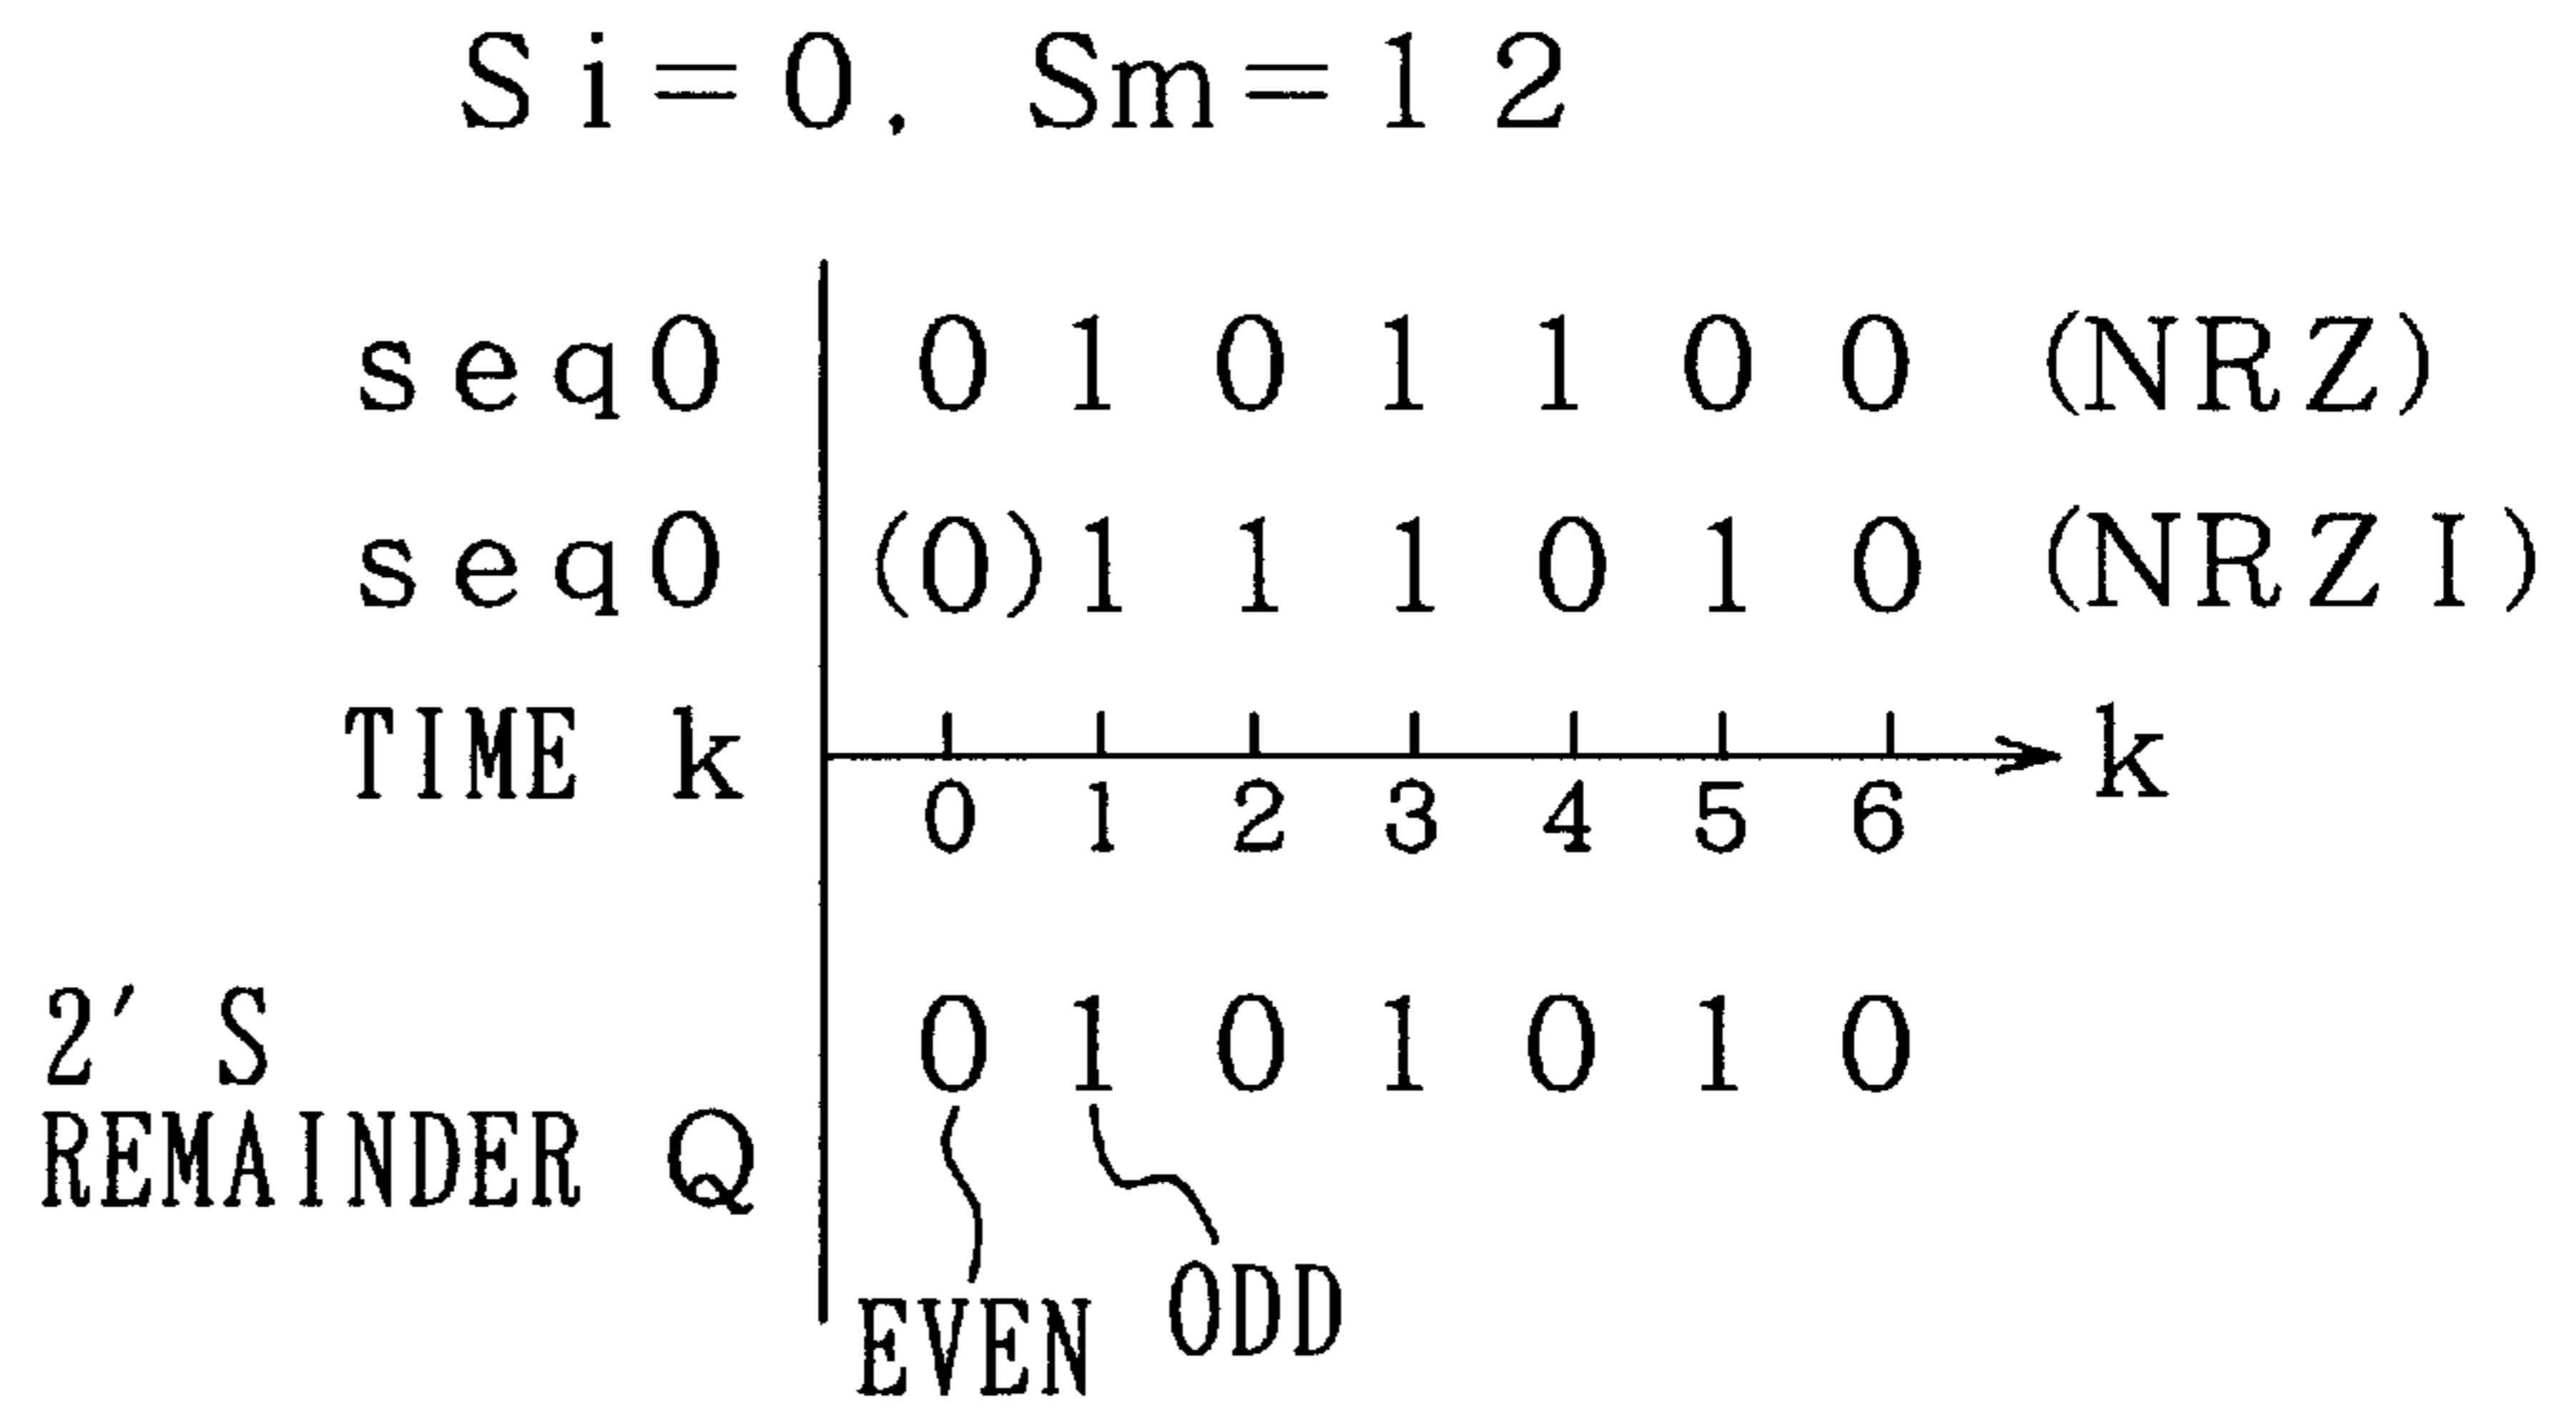 Si=0, Sm=12
seq0 0 1 0 1 1 0 0 (NRZ)
seq0 (0) 1 1 1 0 1 0 (NRZI)
TIME k k
0 1 2 3 4 5 6
2'S
REMAINDER Q 0 1 0 1 0 1 0
EVEN ODD